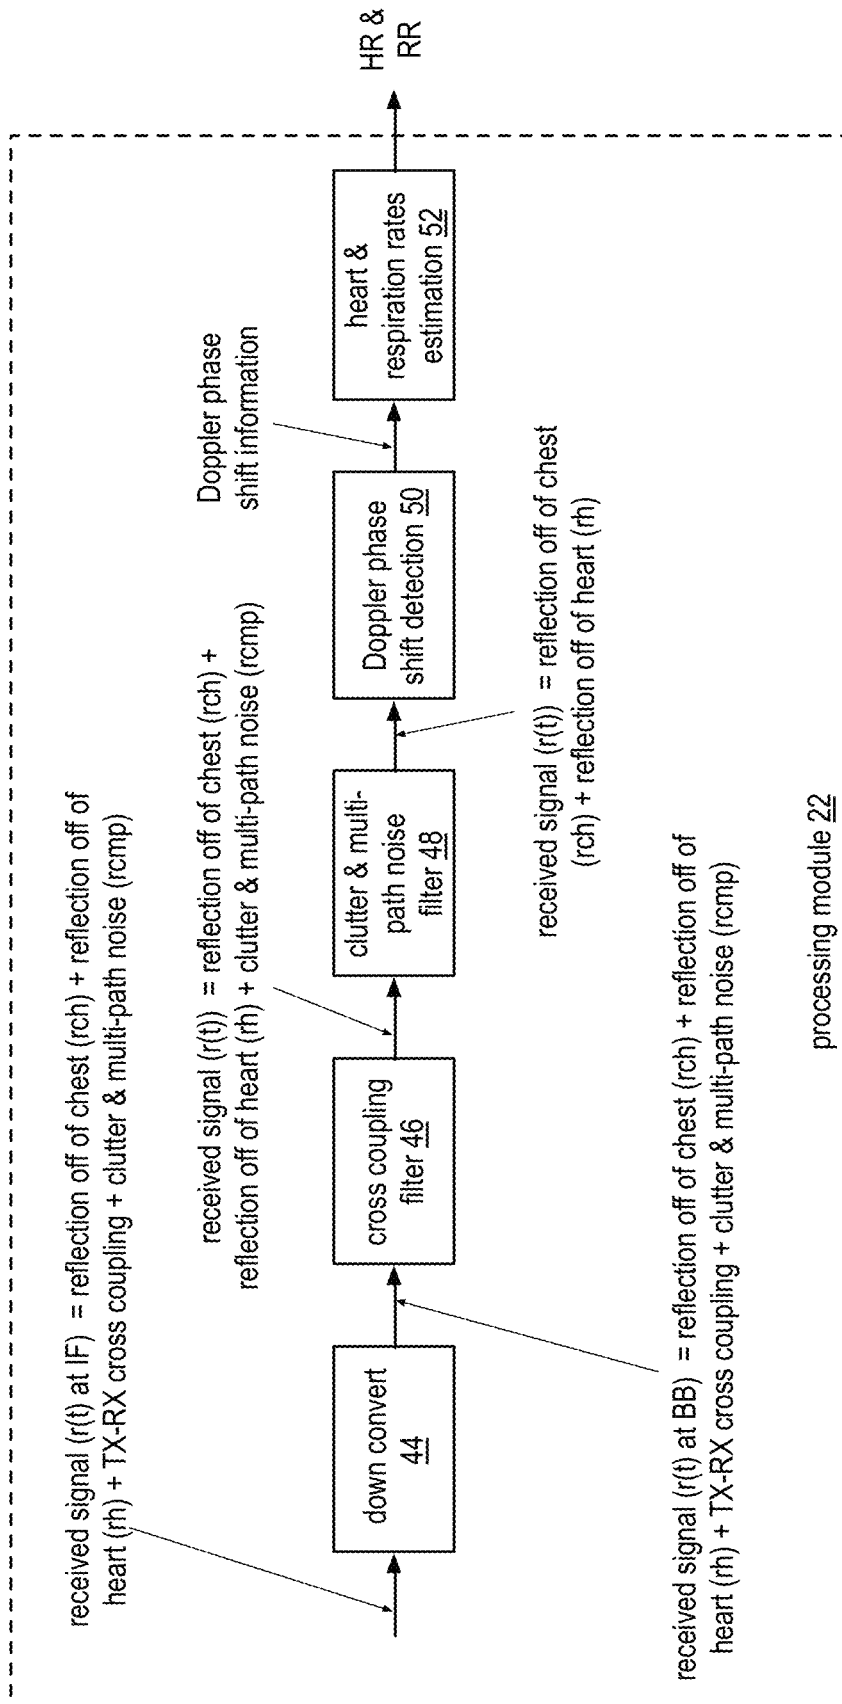 received signal (r(t) at IF)  = reflection off of chest (rch) + reflection off of
heart (rh) + TX-RX cross coupling + clutter & multi-path noise (rcmp)
received signal (r(t))  = reflection off of chest (rch) +
reflection off of heart (rh) + clutter & multi-path noise (rcmp)
Doppler phase
shift information
down convert
44
cross coupling
filter 46
clutter & multi-
path noise
filter 48
Doppler phase
shift detection 50
heart &
respiration rates
estimation 52
HR &
RR
received signal (r(t))  = reflection off of chest
(rch) + reflection off of heart (rh)
received signal (r(t) at BB)  = reflection off of chest (rch) + reflection off of
heart (rh) + TX-RX cross coupling + clutter & multi-path noise (rcmp)
processing module 22